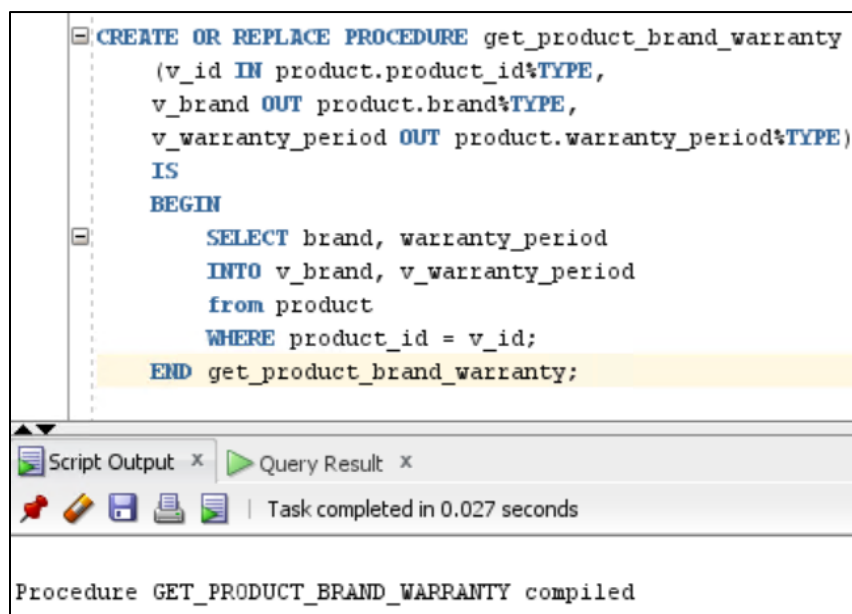 CREATE OR REPLACE PROCEDURE get_product_brand_warranty
(v_id IN product.product_id%TYPE,
v_brand OUT product.brand%TYPE,
v_warranty_period OUT product.warranty_period%TYPE)
IS
BEGIN
SELECT brand, warranty_period
INTO v_brand, v_warranty_period
from product
WHERE product_id = v_id;
END get_product_brand_warranty;
Script Output x Query Result x
Task completed in 0.027 seconds
Procedure GET_PRODUCT_BRAND_WARRANTY compiled